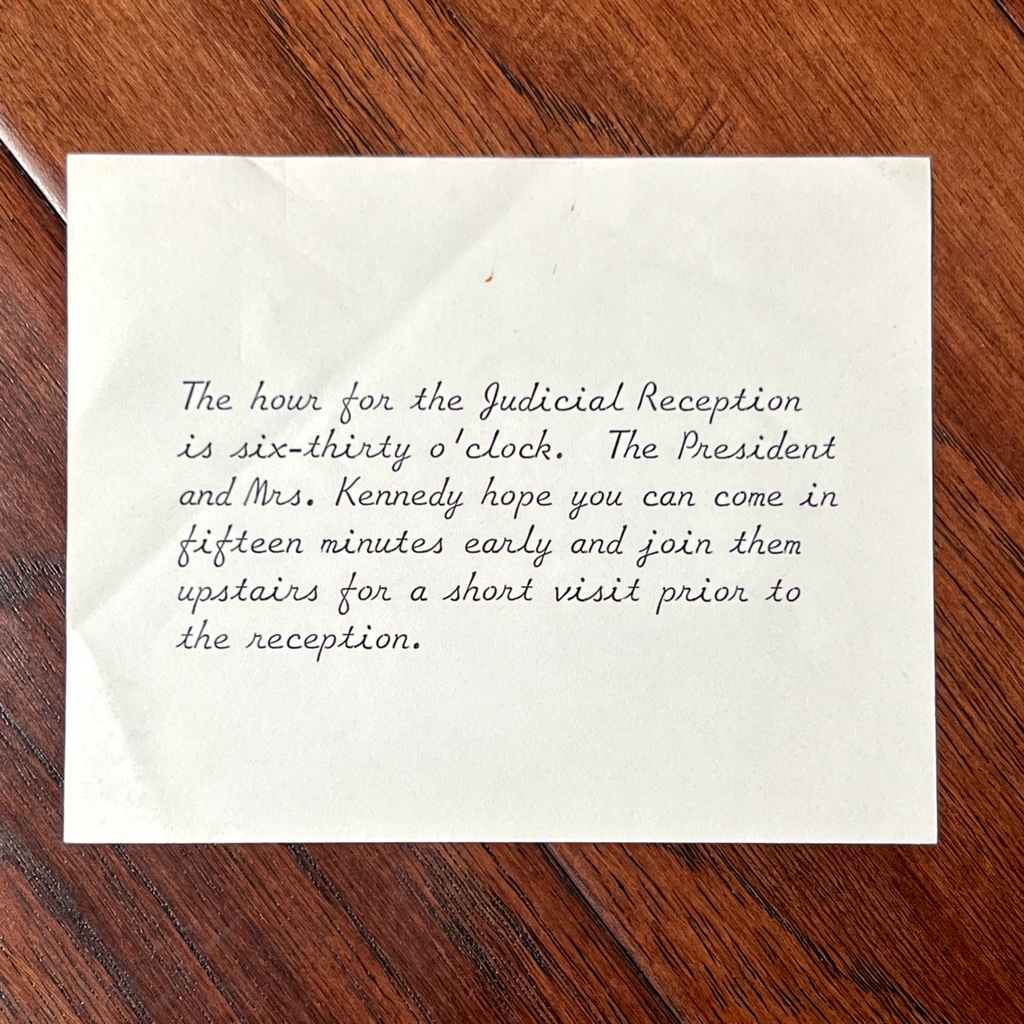 The hour for the Judicial Reception
is six-thirty o'clock.  The President
and Mrs. Kennedy hope you can come in
fifteen minutes early and join them
upstairs for a short visit prior to
the reception.